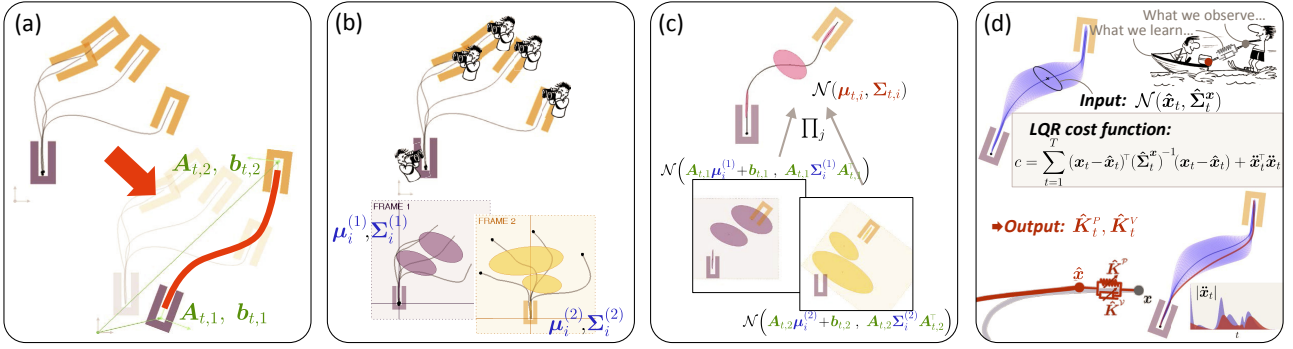 (a)
A_{t,2}, b_{t,2}
A_{t,1}, b_{t,1}
(b)
FRAME 1
μ_i^{(1)}, Σ_i^{(1)}
FRAME 2
μ_i^{(2)}, Σ_i^{(2)}
(c)
N(μ_{t,i}, Σ_{t,i})
∏_j
N(A_{t,1}μ_i^{(1)}+b_{t,1} , A_{t,1}Σ_i^{(1)}A_{t,1}^⊤)
N(A_{t,2}μ_i^{(2)}+b_{t,2} , A_{t,2}Σ_i^{(2)}A_{t,2}^⊤)
(d)
What we observe...
What we learn...
Input: N(x̂_t, Σ̂_t^x)
LQR cost function:
c = ∑_{t=1}^{T} (x_t−x̂_t)^⊤(Σ̂_t^x)^{−1}(x_t−x̂_t) + ẍ_t^⊤ẍ_t
➡Output: K̂_t^P, K̂_t^V
x̂
K̂^P
K̂^V
x
|ẍ_t|
t